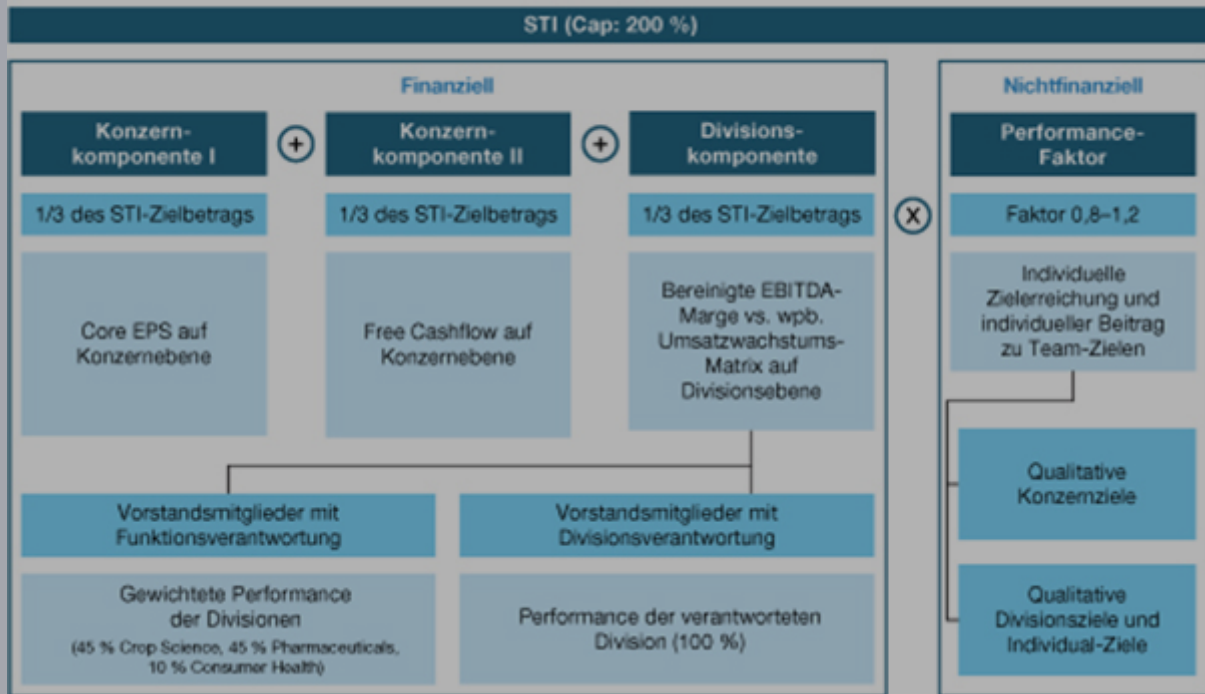 STI (Cap: 200 %)
Finanziell
Nichtfinanziell
Konzern-
komponente I
+
Konzern-
komponente II
+
Divisions-
komponente
Performance-
Faktor
1/3 des STI-Zielbetrags
1/3 des STI-Zielbetrags
1/3 des STI-Zielbetrags
X
Faktor 0,8–1,2
Core EPS auf
Konzernebene
Free Cashflow auf
Konzernebene
Bereinigte EBITDA-
Marge vs. wpb.
Umsatzwachstums-
Matrix auf
Divisionsebene
Individuelle
Zielerreichung und
individueller Beitrag
zu Team-Zielen
Vorstandsmitglieder mit
Funktionsverantwortung
Vorstandsmitglieder mit
Divisionsverantwortung
Qualitative
Konzernziele
Gewichtete Performance
der Divisionen
(45 % Crop Science, 45 % Pharmaceuticals,
10 % Consumer Health)
Performance der verantworteten
Division (100 %)
Qualitative
Divisionsziele und
Individual-Ziele